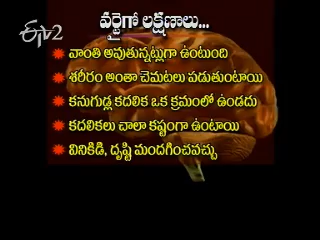 ETV2
వర్టైగో లక్షణాలు...
వాంతి అవుతున్నట్లుగా ఉంటుంది
శరీరం అంతా చెమటలు పడుతుంటాయి
కనుగుడ్ల కదలిక ఒక క్రమంలో ఉండదు
కదలికలు చాలా కష్టంగా ఉంటాయి
వినికిడి, దృష్టి మందగించవచ్చు